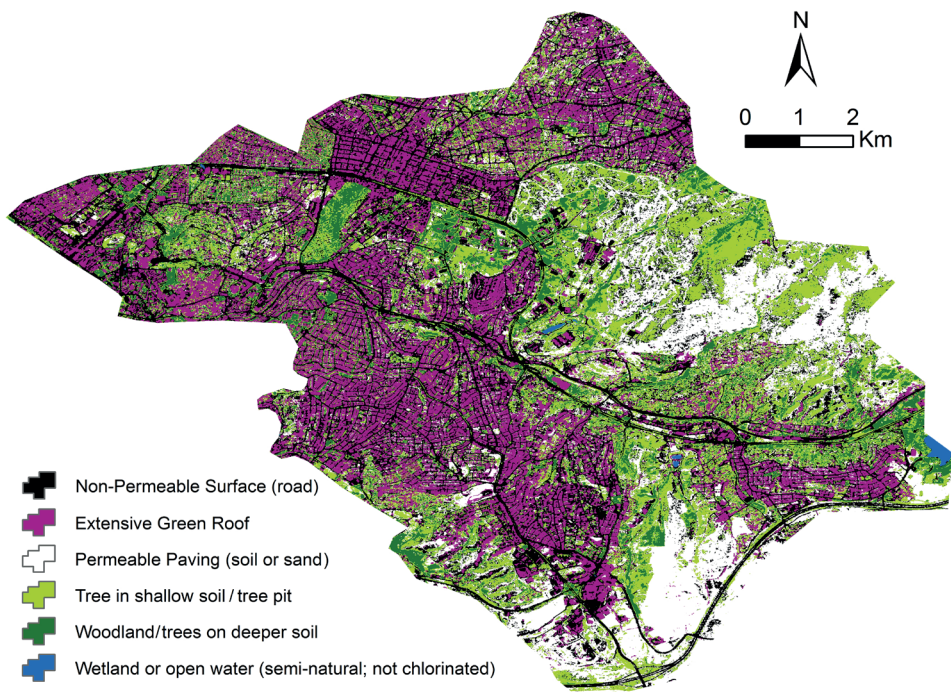 N
0 1 2
Km
Non-Permeable Surface (road)
Extensive Green Roof
Permeable Paving (soil or sand)
Tree in shallow soil / tree pit
Woodland/trees on deeper soil
Wetland or open water (semi-natural; not chlorinated)